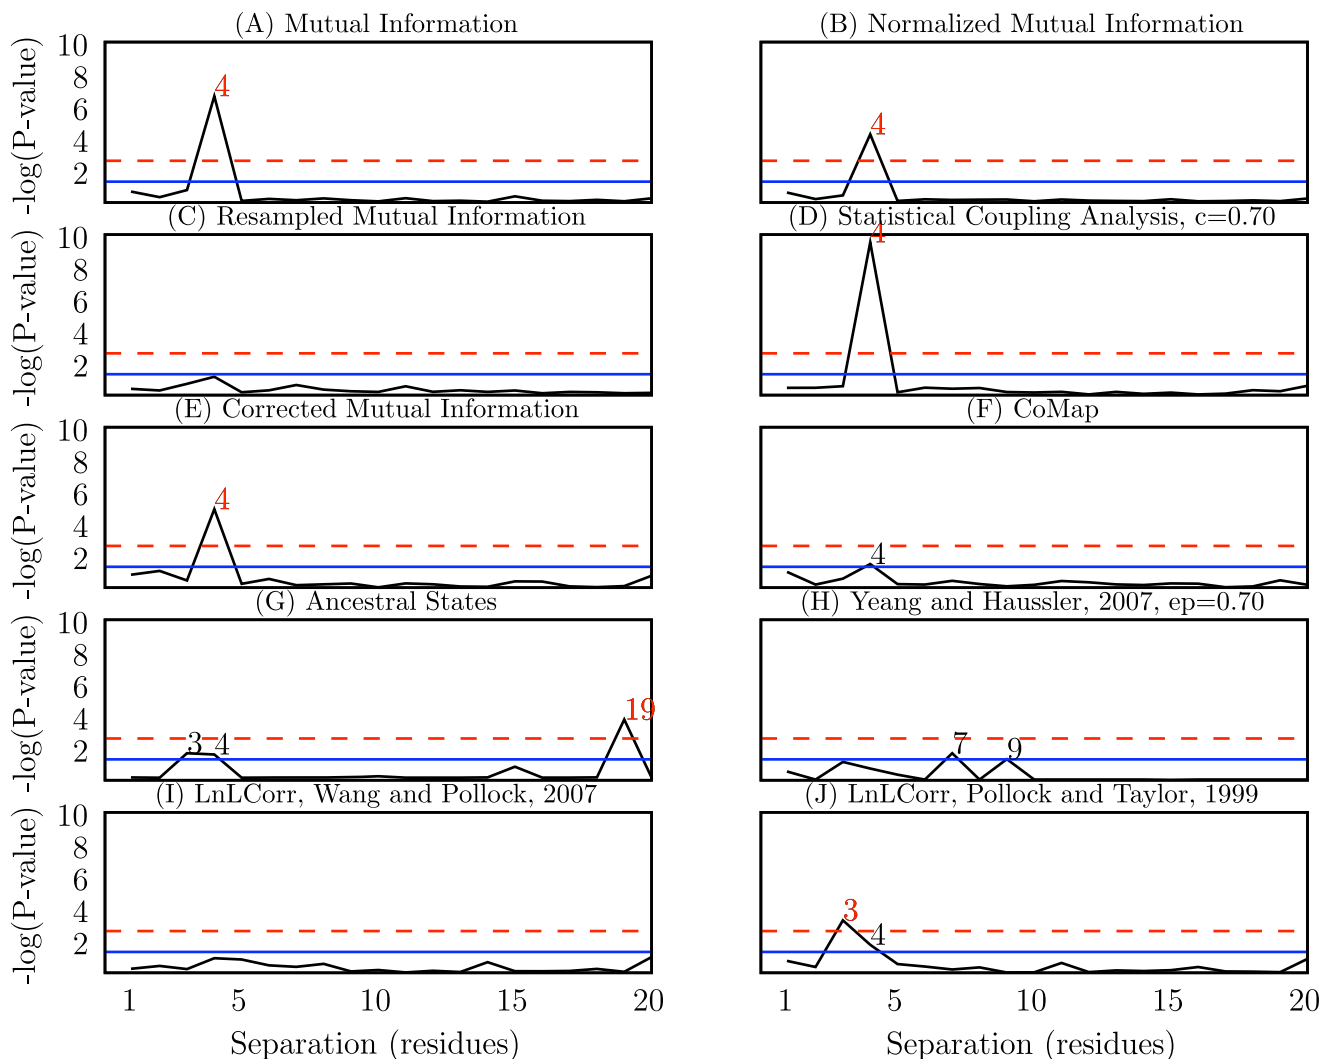 (A) Mutual Information
(B) Normalized Mutual Information
-log(P-value)
10
8
6
4
2
4
4
(C) Resampled Mutual Information
(D) Statistical Coupling Analysis, c=0.70
-log(P-value)
10
8
6
4
2
4
(E) Corrected Mutual Information
(F) CoMap
-log(P-value)
10
8
6
4
2
4
4
(G) Ancestral States
(H) Yeang and Haussler, 2007, ep=0.70
-log(P-value)
10
8
6
4
2
3 4
19
7
9
(I) LnLCorr, Wang and Pollock, 2007
(J) LnLCorr, Pollock and Taylor, 1999
-log(P-value)
10
8
6
4
2
3
4
1 5 10 15 20
1 5 10 15 20
Separation (residues)
Separation (residues)